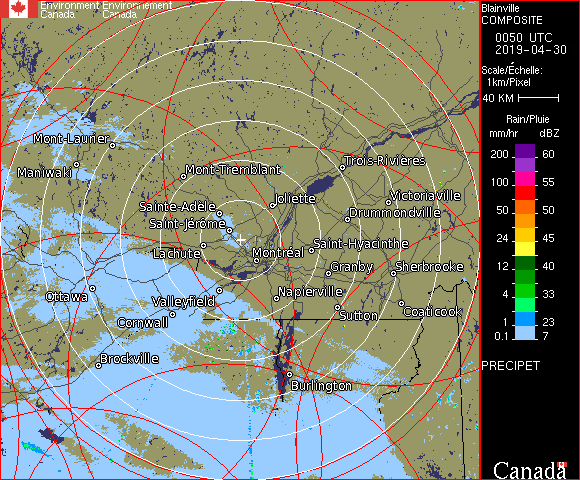 Environment Environnement
Canada Canada
Blainville
COMPOSITE
0050 UTC
2019-04-30
Scale/Échelle:
1km/Pixel
40 KM
Rain/Pluie
mm/hr dBZ
200 60
100 55
50 50
24 45
12 40
4 33
1 23
0.1 7
PRECIPET
Canada
Mont-Laurier
Maniwaki
Mont-Tremblant
Trois-Rivières
Joliette
Victoriaville
Sainte-Adèle
Drummondville
Saint-Jérôme
Lachute
Montréal
Saint-Hyacinthe
Granby
Sherbrooke
Ottawa
Valleyfield
Napierville
Cornwall
Sutton
Coaticook
Brockville
Burlington